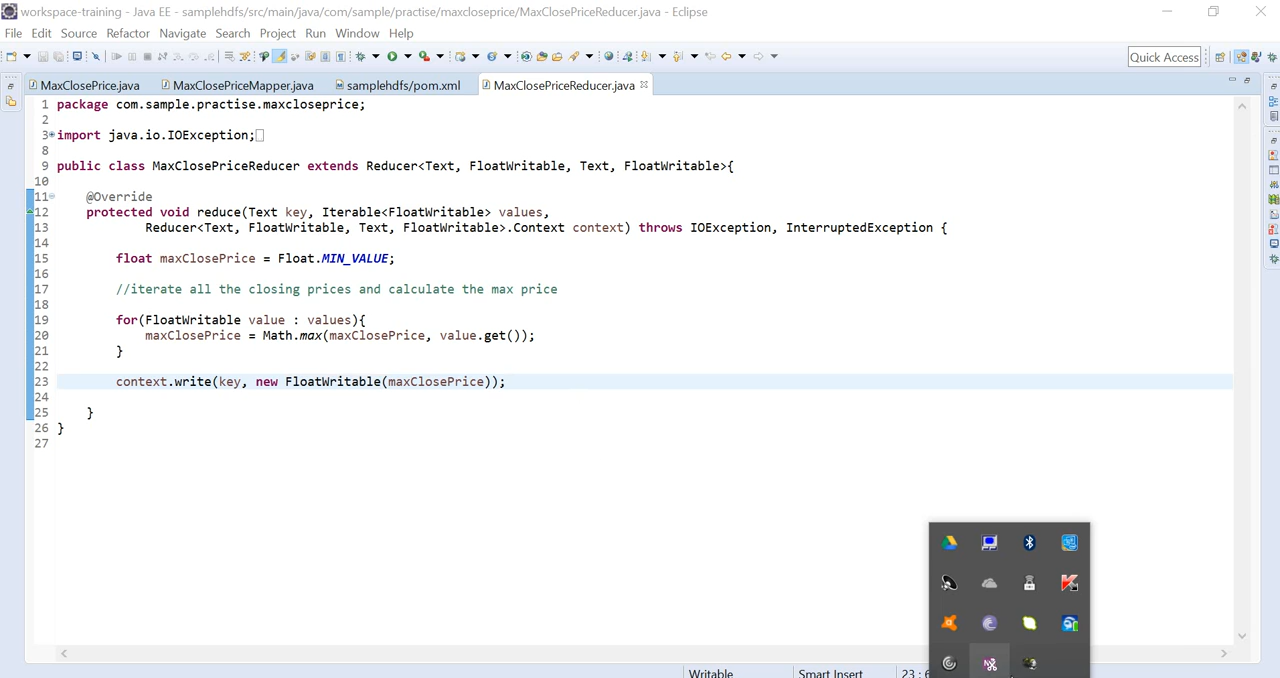 workspace-training - Java EE - samplehdfs/src/main/java/com/sample/practise/maxcloseprice/MaxClosePriceReducer.java - Eclipse
File Edit Source Refactor Navigate Search Project Run Window Help
Quick Access
MaxClosePrice.java MaxClosePriceMapper.java samplehdfs/pom.xml MaxClosePriceReducer.java
1 package com.sample.practise.maxcloseprice;
2
3 import java.io.IOException;
8
9 public class MaxClosePriceReducer extends Reducer<Text, FloatWritable, Text, FloatWritable>{
10
11 @Override
12 protected void reduce(Text key, Iterable<FloatWritable> values,
13 Reducer<Text, FloatWritable, Text, FloatWritable>.Context context) throws IOException, InterruptedException {
14
15 float maxClosePrice = Float.MIN_VALUE;
16
17 //iterate all the closing prices and calculate the max price
18
19 for(FloatWritable value : values){
20 maxClosePrice = Math.max(maxClosePrice, value.get());
21 }
22
23 context.write(key, new FloatWritable(maxClosePrice));
24
25 }
26 }
27
Writable Smart Insert 23 : 6